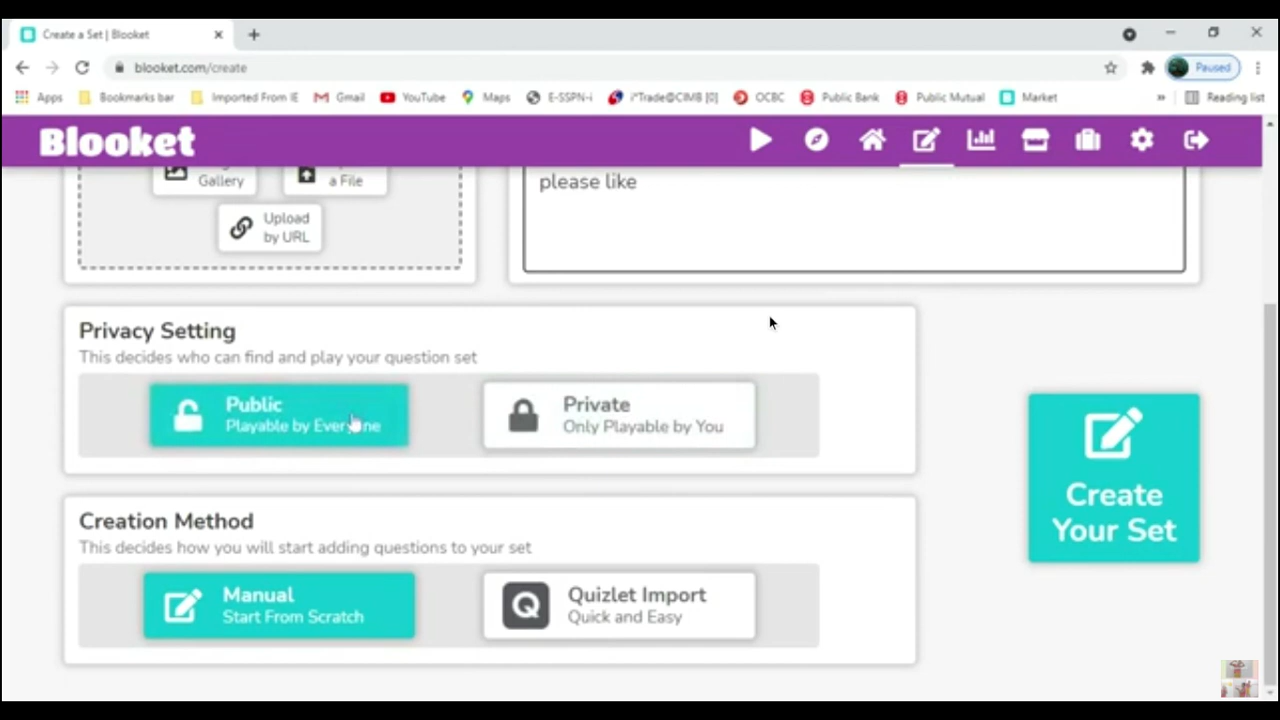 Create a Set | Blooket
blooket.com/create
Paused
Apps
Bookmarks bar
Imported From IE
Gmail
YouTube
Maps
E-SSPN-i
i*Trade@CIMB [0]
OCBC
Public Bank
Public Mutual
Market
»
Reading list
Blooket
Gallery
a File
Upload
by URL
please like
Privacy Setting
This decides who can find and play your question set
Public
Playable by Everyone
Private
Only Playable by You
Creation Method
This decides how you will start adding questions to your set
Manual
Start From Scratch
Quizlet Import
Quick and Easy
Create
Your Set